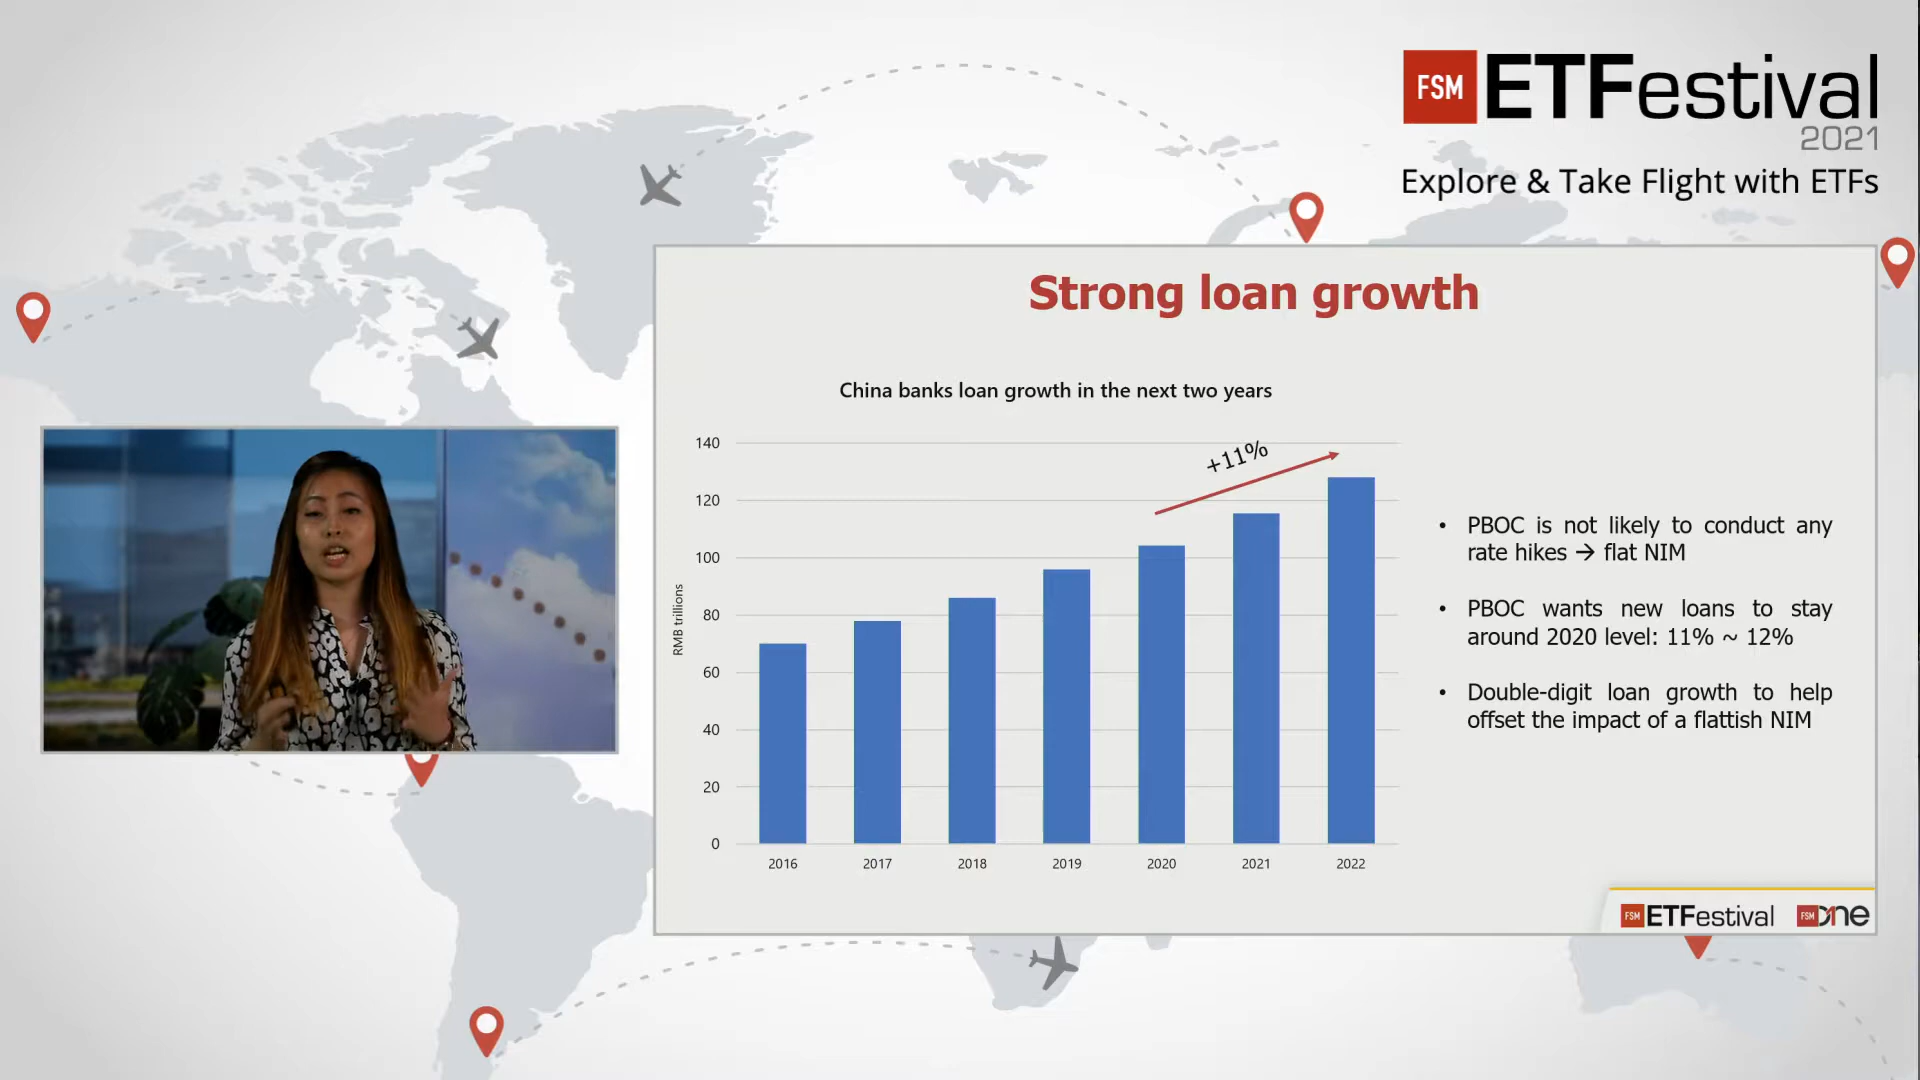 FSM ETFestival
2021
Explore & Take Flight with ETFs
Strong loan growth
China banks loan growth in the next two years
140
120
100
80
60
40
20
0
RMB trillions
+11%
2016 2017 2018 2019 2020 2021 2022
• PBOC is not likely to conduct any
rate hikes → flat NIM
• PBOC wants new loans to stay
around 2020 level: 11% ~ 12%
• Double-digit loan growth to help
offset the impact of a flattish NIM
FSM ETFestival FSM One